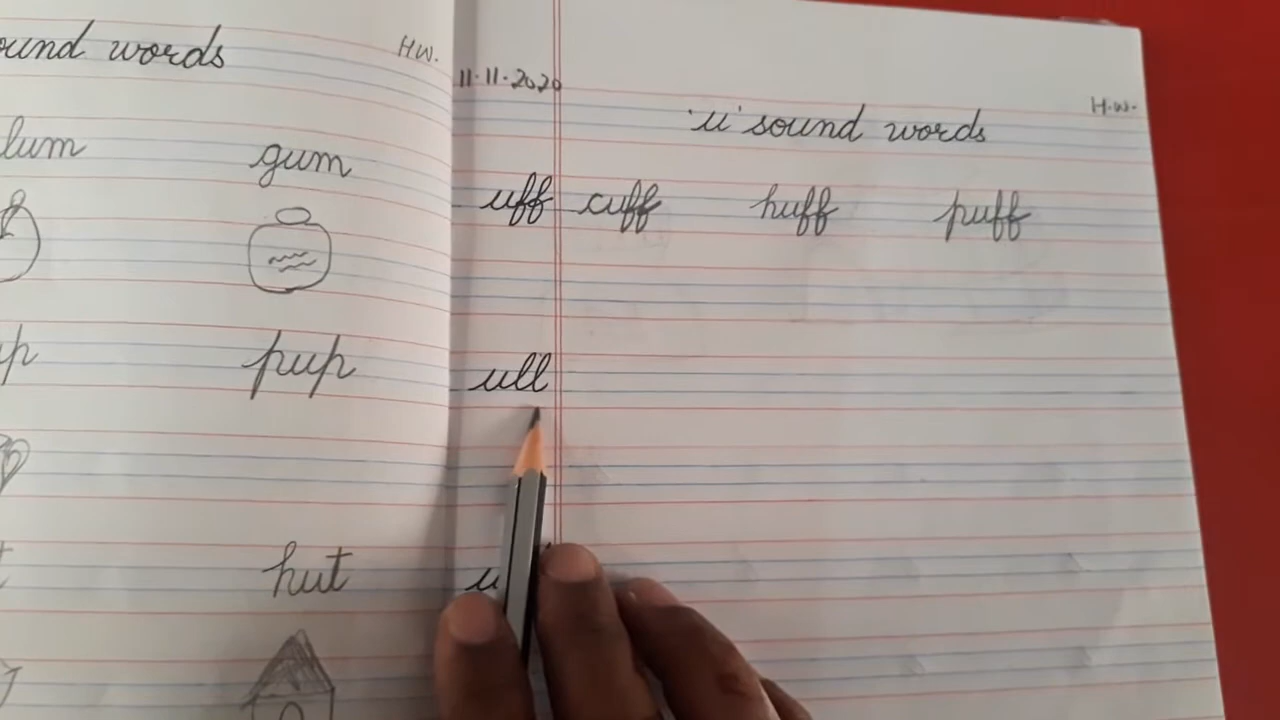 ound words H.W.
lum gum
pup
hut
11.11.2020
H.W.
'u' sound words
uff cuff huff puff
ull
u